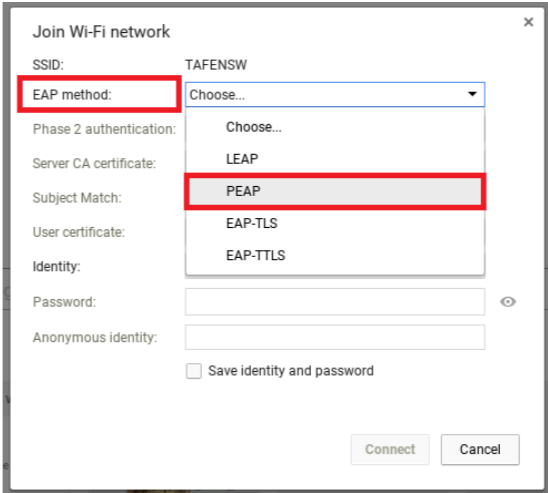 Join Wi-Fi network
SSID: TAFENSW
EAP method: Choose...
Phase 2 authentication: Choose...
Server CA certificate: LEAP
Subject Match: PEAP
User certificate: EAP-TLS
Identity: EAP-TTLS
Password:
Anonymous identity:
Save identity and password
Connect Cancel